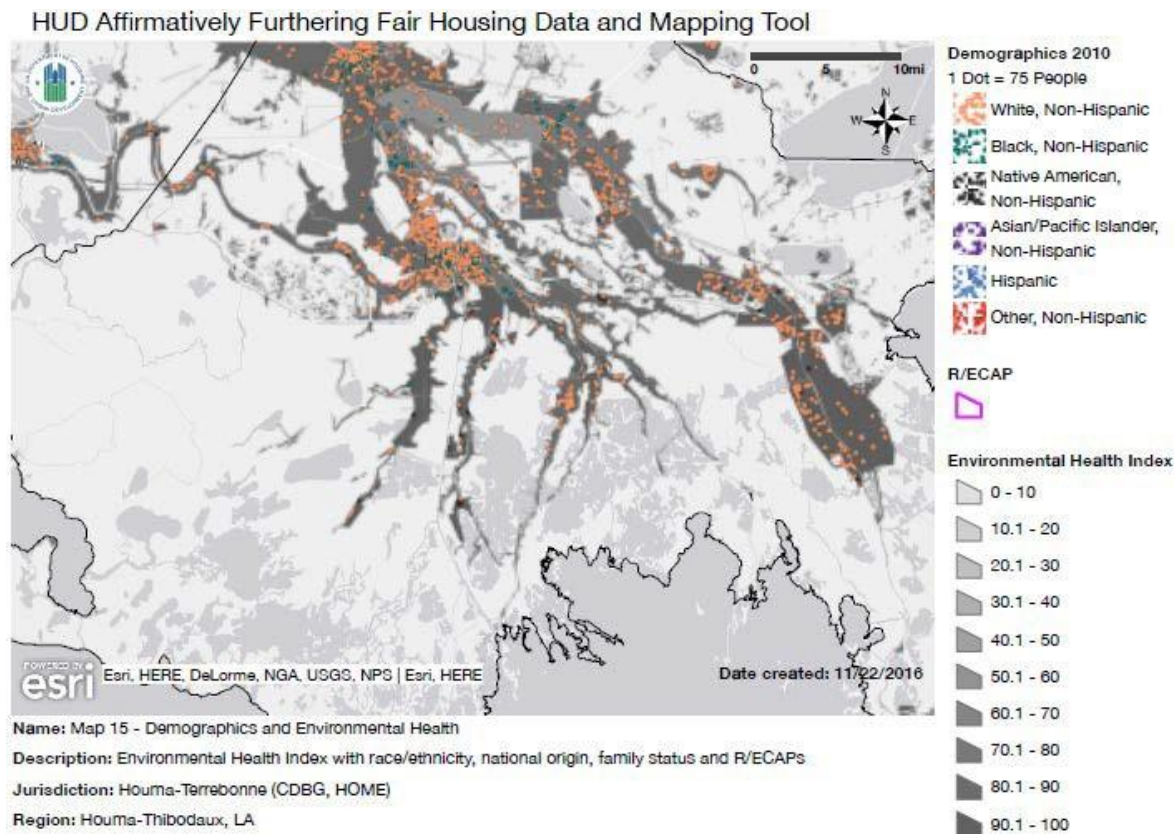 HUD Affirmatively Furthering Fair Housing Data and Mapping Tool
0 5 10mi
N
W E
S
Demographics 2010
1 Dot = 75 People
White, Non-Hispanic
Black, Non-Hispanic
Native American,
Non-Hispanic
Asian/Pacific Islander,
Non-Hispanic
Hispanic
Other, Non-Hispanic
R/ECAP
Environmental Health Index
0 - 10
10.1 - 20
20.1 - 30
30.1 - 40
40.1 - 50
50.1 - 60
60.1 - 70
70.1 - 80
80.1 - 90
90.1 - 100
POWERED BY
esri
Esri, HERE, DeLorme, NGA, USGS, NPS | Esri, HERE
Date created: 11/22/2016
Name: Map 15 - Demographics and Environmental Health
Description: Environmental Health Index with race/ethnicity, national origin, family status and R/ECAPs
Jurisdiction: Houma-Terrebonne (CDBG, HOME)
Region: Houma-Thibodaux, LA